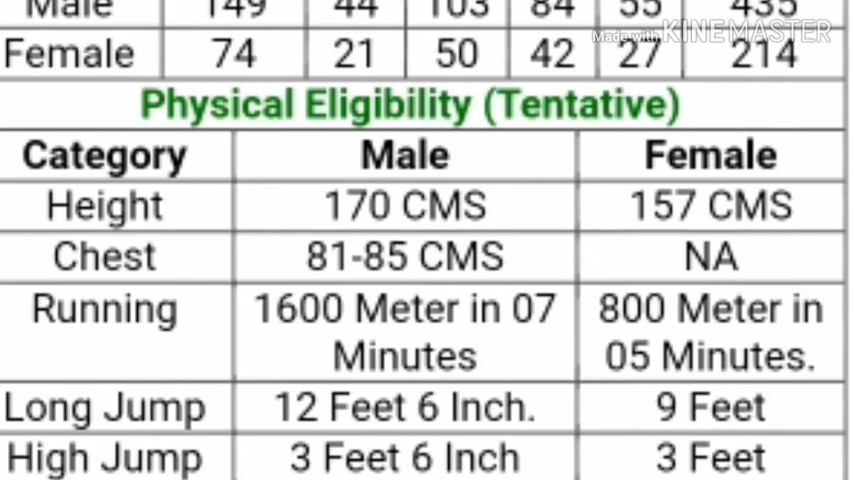 Male 149 44 103 84 55 435
Made with KINEMASTER
Female 74 21 50 42 27 214
Physical Eligibility (Tentative)
Category Male Female
Height 170 CMS 157 CMS
Chest 81-85 CMS NA
Running 1600 Meter in 07 Minutes 800 Meter in 05 Minutes.
Long Jump 12 Feet 6 Inch. 9 Feet
High Jump 3 Feet 6 Inch 3 Feet